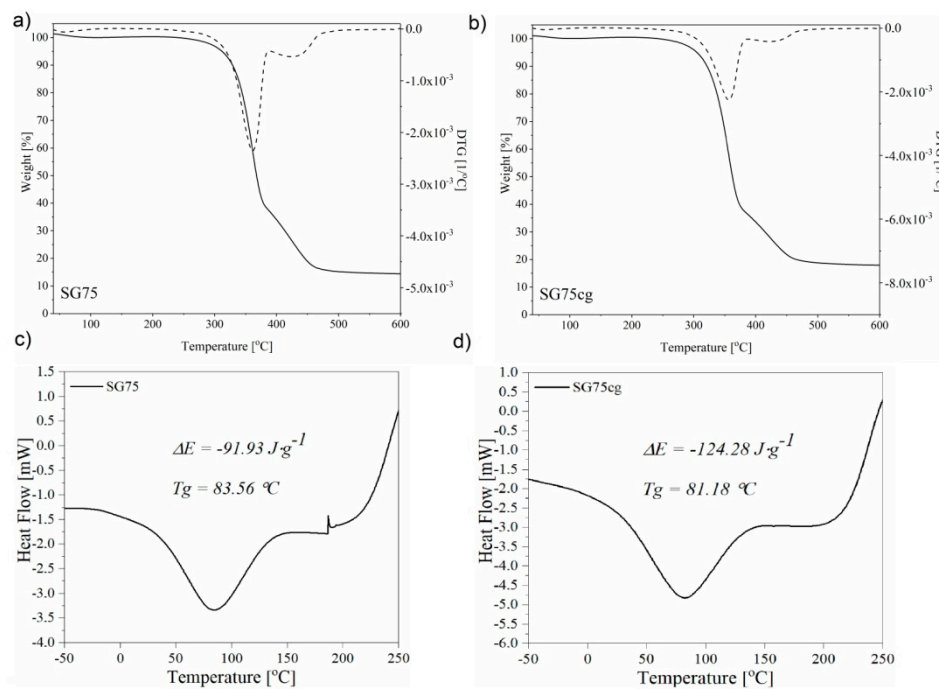 a)
100
90
80
70
60
50
40
30
20
10
0
Weight [%]
SG75
100 200 300 400 500 600
Temperature [°C]
0.0
-1.0x10-3
-2.0x10-3
-3.0x10-3
-4.0x10-3
-5.0x10-3
DTG [1/°C]
b)
100
90
80
70
60
50
40
30
20
10
0
Weight [%]
SG75cg
100 200 300 400 500 600
Temperature [°C]
0.0
-2.0x10-3
-4.0x10-3
-6.0x10-3
-8.0x10-3
c)
1.5
1.0
0.5
0.0
-0.5
-1.0
-1.5
-2.0
-2.5
-3.0
-3.5
-4.0
Heat Flow [mW]
SG75
ΔE = -91.93 J·g-1
Tg = 83.56 °C
-50 0 50 100 150 200 250
Temperature [°C]
d)
1.0
0.5
0.0
-0.5
-1.0
-1.5
-2.0
-2.5
-3.0
-3.5
-4.0
-4.5
-5.0
-5.5
-6.0
Heat Flow [mW]
SG75cg
ΔE = -124.28 J·g-1
Tg = 81.18 °C
-50 0 50 100 150 200 250
Temperature [°C]